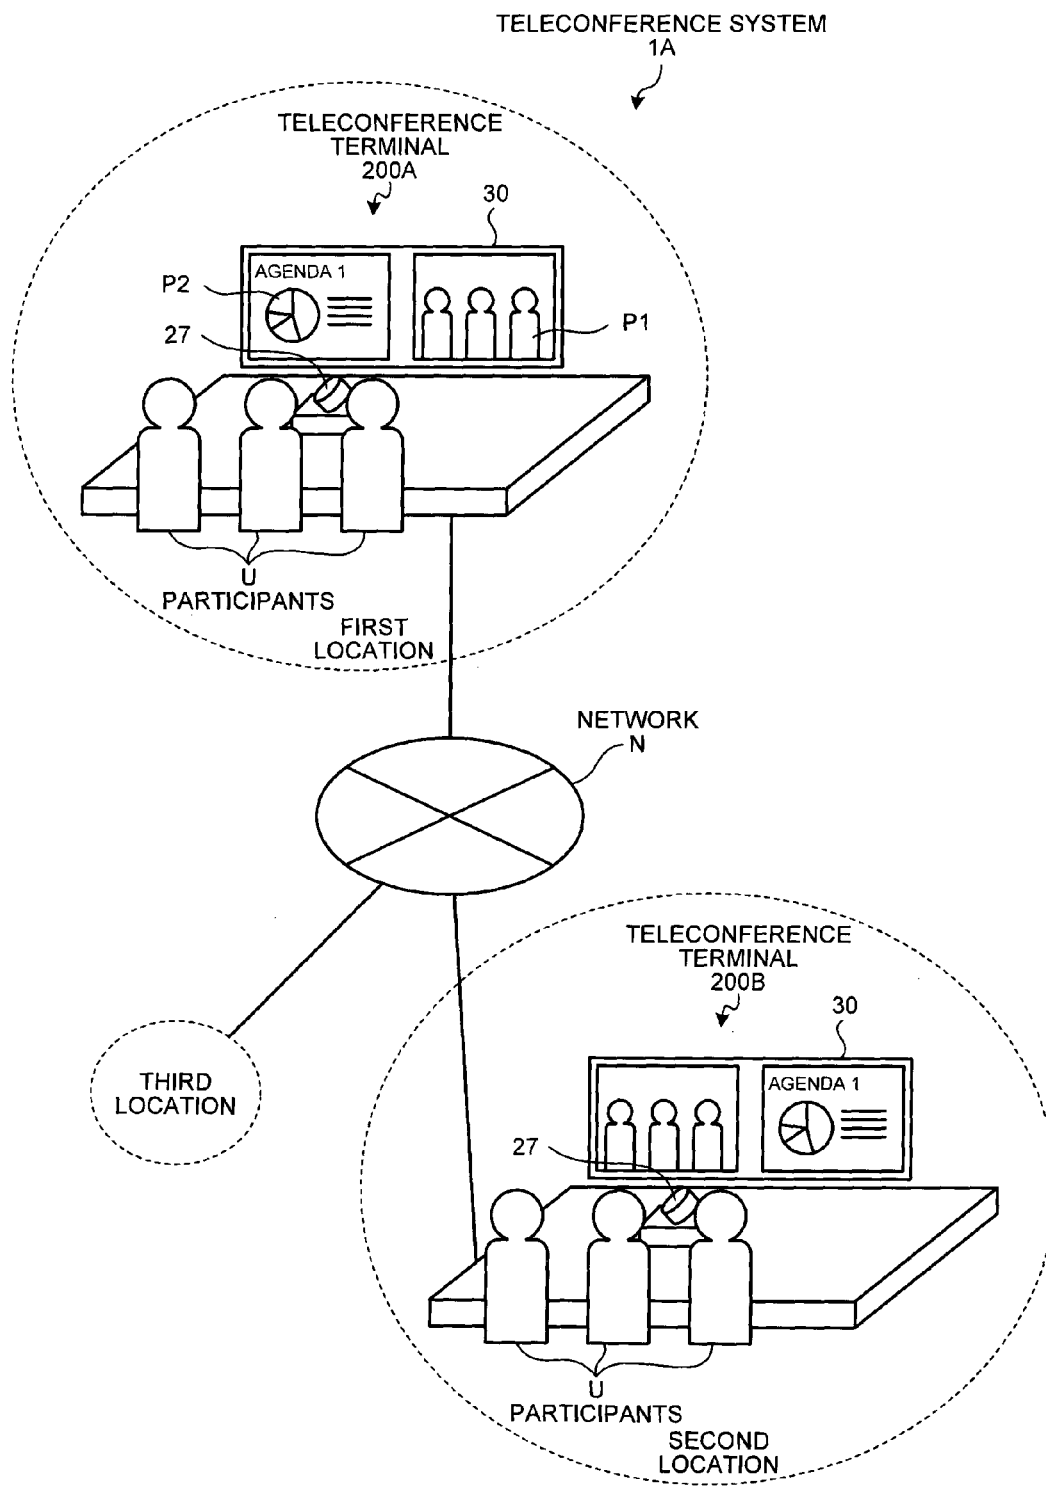 TELECONFERENCE SYSTEM
1A
TELECONFERENCE
TERMINAL
200A
30
AGENDA 1
P2
P1
27
U
PARTICIPANTS
FIRST
LOCATION
NETWORK
N
TELECONFERENCE
TERMINAL
200B
30
THIRD
LOCATION
AGENDA 1
27
U
PARTICIPANTS
SECOND
LOCATION